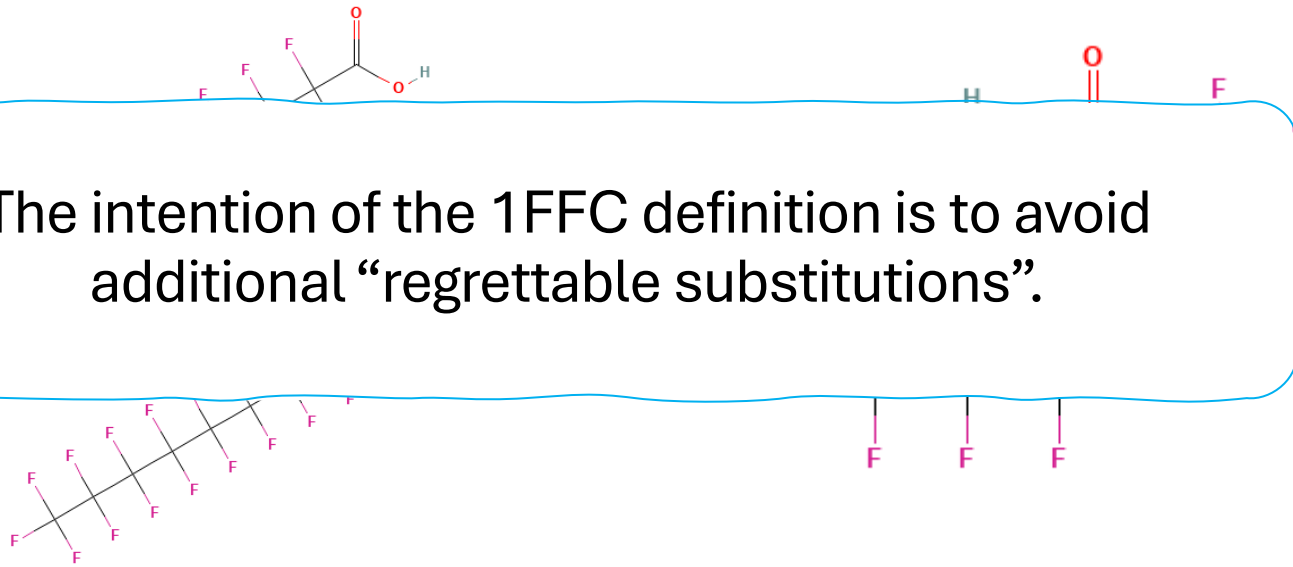 O
F
O
H
F
F
O
F
H
The intention of the 1FFC definition is to avoid
additional “regrettable substitutions”.
F
F
F
F
F
F
F F F F
F
F
F
F
F
F